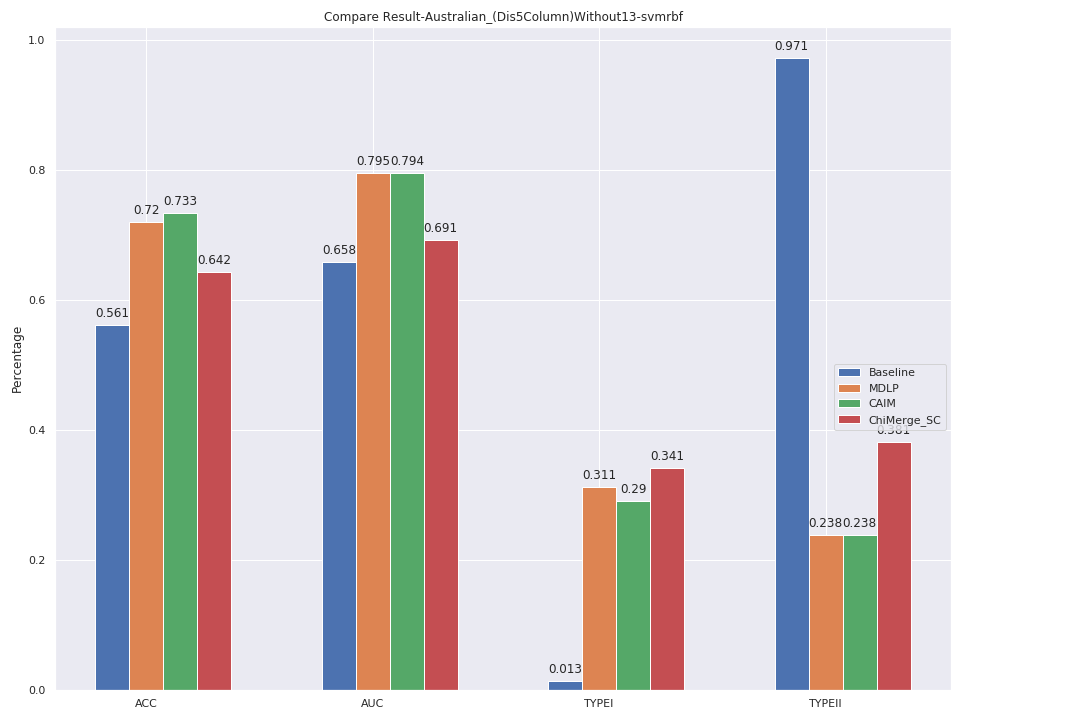 Compare Result-Australian_(Dis5Column)Without13-svmrbf
Percentage
1.0
0.8
0.6
0.4
0.2
0.0
0.561
0.72
0.733
0.642
0.658
0.795
0.794
0.691
0.013
0.311
0.29
0.341
0.971
0.238
0.238
0.381
Baseline
MDLP
CAIM
ChiMerge_SC
ACC
AUC
TYPEI
TYPEII